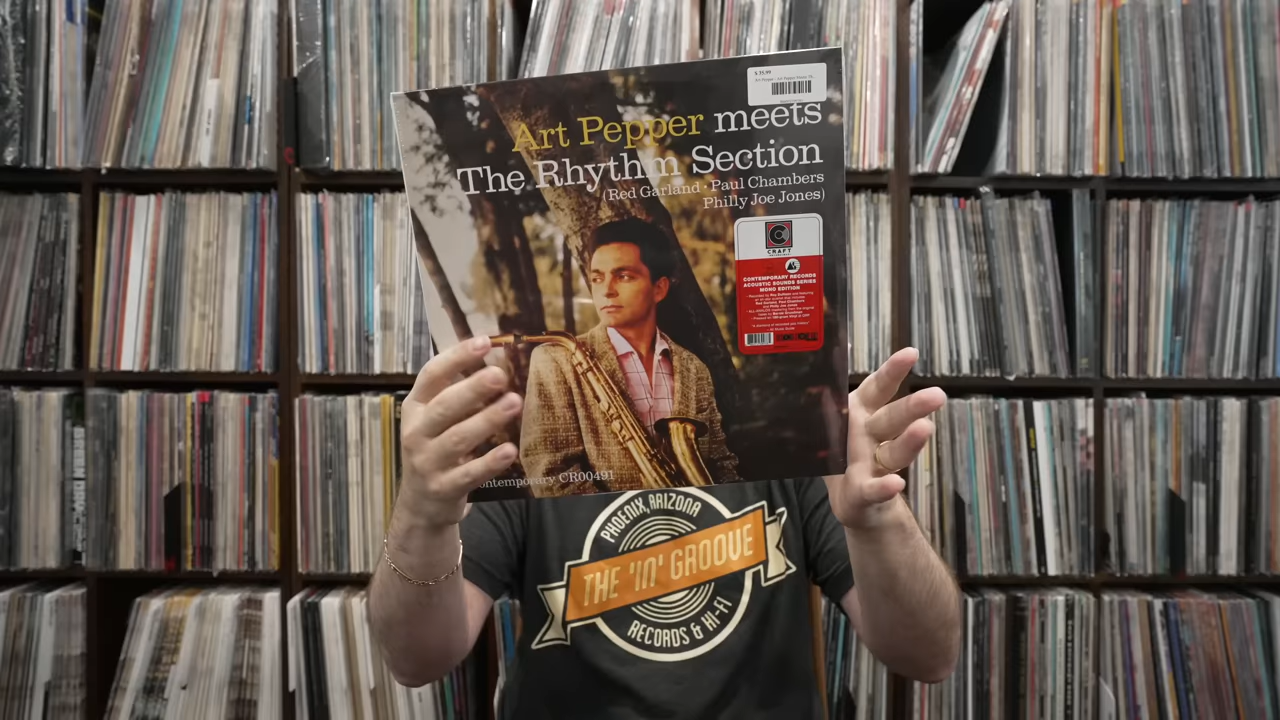 $ 35.99
Art Pepper meets
The Rhythm Section
(Red Garland · Paul Chambers
Philly Joe Jones)
CRAFT
CONTEMPORARY RECORDS
ACOUSTIC SOUNDS SERIES
MONO EDITION
ontemporary CR00491
PHOENIX, ARIZONA
THE 'IN' GROOVE
RECORDS & HI-FI